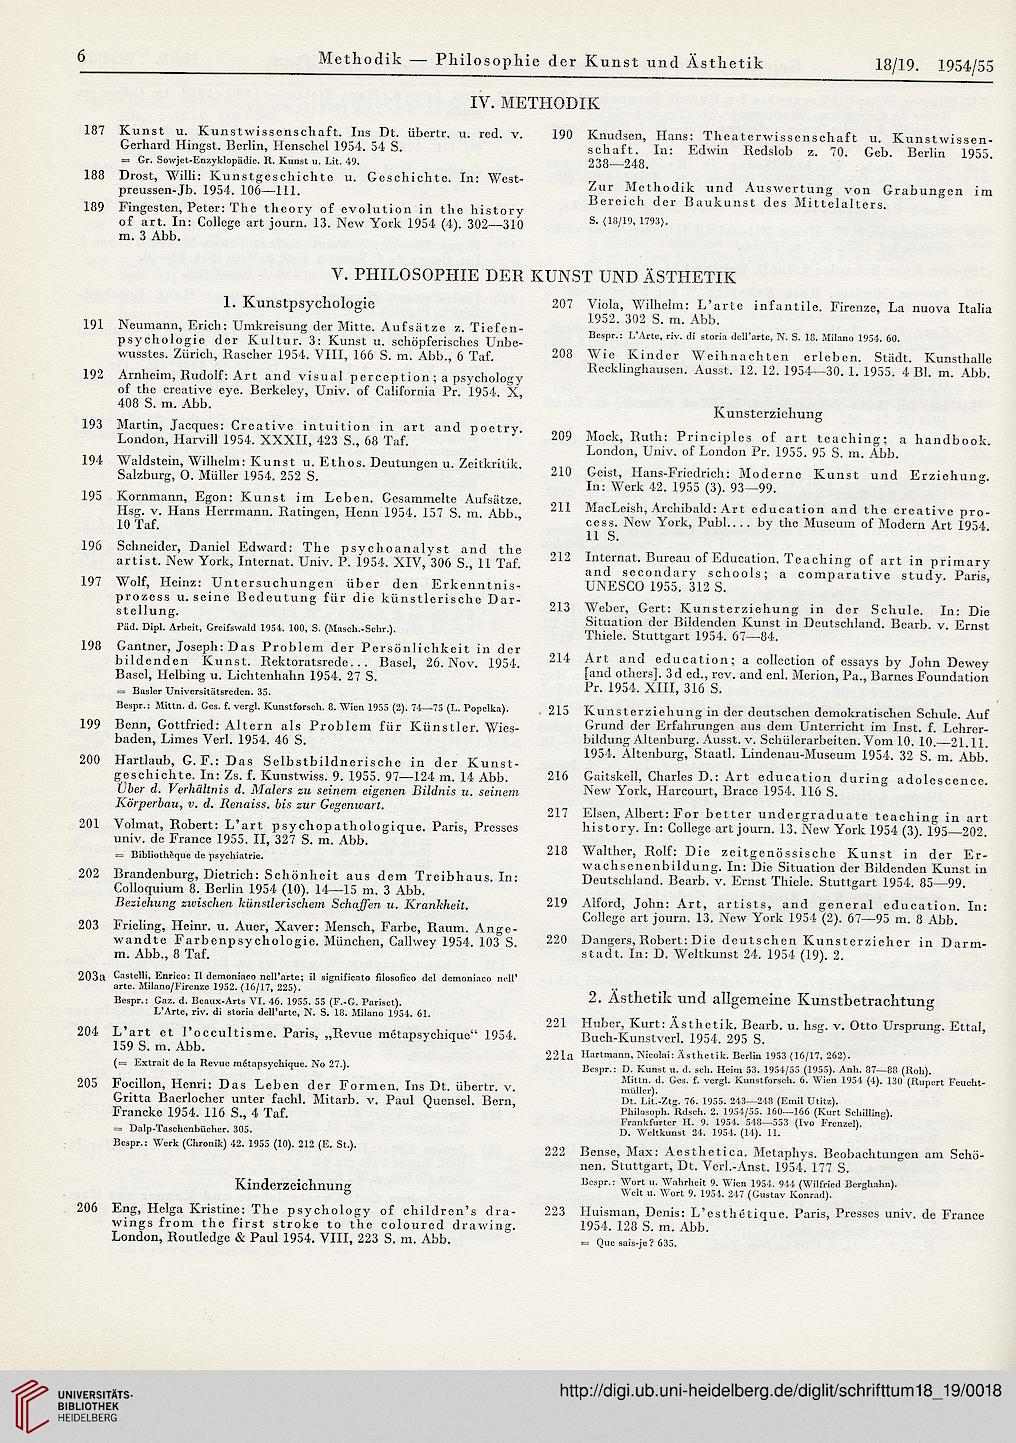 6
Methodik — Philosophie der Kunst und Ästhetik
18/19. 1954/55
IV. METHODIK
187 Kunst u. Kunstwissenschaft. Ins Dt. übertr. u. red. v.
Gerhard Hingst. Berlin, Henschel 1954. 54 S.
= Gr. Sowjet-Enzyklopädie. R. Kunst u. Lit. 49.
188 Drost, Willi: Kunstgeschichte u. Geschichte. In: West-
preussen-Jb. 1954. 106—111.
189 Fingesten, Peter: The theory of evolution in the history
of art. In: College art journ. 13. New York 1954 (4). 302—310
m. 3 Abb.
190 Knudsen, Hans: Theaterwissenschaft u. Kunstwissen-
schaft. In: Edwin Redslob z. 70. Geb. Berlin 1955.
238—248.
Zur Methodik und Auswertung von Grabungen im
Bereich der Baukunst des Mittelalters.
S. (18/19, 1793).
V. PHILOSOPHIE DER KUNST UND ÄSTHETIK
1. Kunstpsychologie
191 Neumann, Erich: Umkreisung der Mitte. Aufsätze z. Tiefen-
psychologie der Kultur. 3: Kunst u. schöpferisches Unbe-
wusstes. Zürich, Rascher 1954. VIII, 166 S. m. Abb., 6 Taf.
192 Arnheim, Rudolf: Art and visual perception; a psychology
of the creative eye. Berkeley, Univ. of California Pr. 1954. X,
408 S. m. Abb.
193 Martin, Jacques: Creative intuition in art and poetry.
London, Harvill 1954. XXXII, 423 S., 68 Taf.
194 Waldstein, Wilhelm: Kunst u. Ethos. Deutungen u. Zeitkritik.
Salzburg, O. Müller 1954. 252 S.
195 Kornmann, Egon: Kunst im Leben. Gesammelte Aufsätze.
Hsg. v. Hans Herrmann. Ratingen, Henn 1954. 157 S. m. Abb.,
10 Taf.
196 Schneider, Daniel Edward: The psychoanalyst and the
artist. New York, Internat. Univ. P. 1954. XIV, 306 S., 11 Taf.
197 Wolf, Heinz: Untersuchungen über den Erkenntnis-
prozess u. seine Bedeutung für die künstlerische Dar-
stellung.
Päd. Dipl. Arbeit, Greifswald 1954. 100, S. (Masch.-Schr.).
198 Gantner, Joseph: Das Problem der Persönlichkeit in der
bildenden Kunst. Rektoratsrede... Basel, 26. Nov. 1954.
Basel, Helbing u. Lichtenhahn 1954. 27 S.
= Basler Universitätsreden. 35.
Bespr.: Mittn. d. Ges. f. vergl. Kunstforsch. 8. Wien 1955 (2). 74—75 (L. Popelka).
199 Benn, Gottfried: Altern als Problem für Künstler. Wies-
baden, Limes Verl. 1954. 46 S.
200 Hartlaub, G. F.: Das Selbstbildnerische in der Kunst-
geschichte. In: Zs. f. Kunstwiss. 9. 1955. 97—124 m. 14 Abb.
Über d. Verhältnis d. Malers zu seinem eigenen Bildnis u. seinem
Körperbau, v. d. Renaiss. bis zur Gegenwart.
201 Volmat, Robert: L'art psychopathologique. Paris, Presses
univ. de France 1955. II, 327 S. m. Abb.
= Bibliothèque de psychiatrie.
202 Brandenburg, Dietrich: Schönheit aus dem Treibhaus. In:
Colloquium 8. Berlin 1954 (10). 14—15 m. 3 Abb.
Beziehung zwischen künstlerischem Schaffen u. Krankheit.
203 Frieling, Heinr. u. Auer, Xaver: Mensch, Farbe, Raum. Ange-
wandte Farbenpsychologie. München, Callwey 1954. 103 S.
m. Abb., 8 Taf.
203a Castelli, Enrico: Il demoniaco nell'arte; il significato filosofico del demoniaco nell'
arte. Milano/Firenze 1952. (16/17, 225).
Bespr.: Gaz. d. Beaux-Arts VI. 46. 1955. 55 (F.-G. Pariset).
L'Arte, riv. di storia dell'arte, N. S. 18. Milano 1954. 61.
204 L'art et l'occultisme. Paris, „Revue métapsychique“ 1954.
159 S. m. Abb.
(= Extrait de la Revue métapsychique. No 27.).
205 Focillon, Henri: Das Leben der Formen. Ins Dt. übertr. v.
Gritta Baerlocher unter fachl. Mitarb. v. Paul Quensel. Bern,
Francke 1954. 116 S., 4 Taf.
= Dalp-Taschenbücher. 305.
Bespr.: Werk (Chronik) 42. 1955 (10). 212 (E. St.).
Kinderzeichnung
206 Eng, Helga Kristine: The psychology of children's dra-
wings from the first stroke to the coloured drawing.
London, Routledge & Paul 1954. VIII, 223 S. m. Abb.
207 Viola, Wilhelm: L'arte infantile. Firenze, La nuova Italia
1952. 302 S. m. Abb.
Bespr.: L'Arte, riv. di storia dell'arte, N. S. 18. Milano 1954. 60.
208 Wie Kinder Weihnachten erleben. Städt. Kunsthalle
Recklinghausen. Ausst. 12. 12. 1954—30. 1. 1955. 4 Bl. m. Abb.
Kunsterziehung
209 Mock, Ruth: Principles of art teaching; a handbook.
London, Univ. of London Pr. 1955. 95 S. m. Abb.
210 Geist, Hans-Friedrich: Moderne Kunst und Erziehung.
In: Werk 42. 1955 (3). 93—99.
211 MacLeish, Archibald: Art education and the creative pro-
cess. New York, Publ.... by the Museum of Modern Art 1954.
11 S.
212 Internat. Bureau of Education. Teaching of art in primary
and secondary schools; a comparative study. Paris,
UNESCO 1955. 312 S.
213 Weber, Gert: Kunsterziehung in der Schule. In: Die
Situation der Bildenden Kunst in Deutschland. Bearb. v. Ernst
Thiele. Stuttgart 1954. 67—84.
214 Art and education; a collection of essays by John Dewey
[and others]. 3d ed., rev. and enl. Merion, Pa., Barnes Foundation
Pr. 1954. XIII, 316 S.
215 Kunsterziehung in der deutschen demokratischen Schule. Auf
Grund der Erfahrungen aus dem Unterricht im Inst. f. Lehrer-
bildung Altenburg. Ausst. v. Schülerarbeiten. Vom 10. 10.—21. 11.
1954. Altenburg, Staatl. Lindenau-Museum 1954. 32 S. m. Abb.
216 Gaitskell, Charles D.: Art education during adolescence.
New York, Harcourt, Brace 1954. 116 S.
217 Elsen, Albert: For better undergraduate teaching in art
history. In: College art journ. 13. New York 1954 (3). 195—202.
218 Walther, Rolf: Die zeitgenössische Kunst in der Er-
wachsenenbildung. In: Die Situation der Bildenden Kunst in
Deutschland. Bearb. v. Ernst Thiele. Stuttgart 1954. 85—99.
219 Alford, John: Art, artists, and general education. In:
College art journ. 13. New York 1954 (2). 67—95 m. 8 Abb.
220 Dangers, Robert: Die deutschen Kunsterzieher in Darm-
stadt. In: D. Weltkunst 24. 1954 (19). 2.
2. Ästhetik und allgemeine Kunstbetrachtung
221 Huber, Kurt: Ästhetik. Bearb. u. hsg. v. Otto Ursprung. Ettal,
Buch-Kunstverl. 1954. 295 S.
221a Hartmann, Nicolai: Ästhetik. Berlin 1953 (16/17, 262).
Bespr.: D. Kunst u. d. sch. Heim 53. 1954/55 (1955). Anh. 87—88 (Roh).
Mittn. d. Ges. f. vergl. Kunstforsch. 6. Wien 1954 (4). 130 (Rupert Feucht-
müller).
Dt. Lit.-Ztg. 76. 1955. 243—248 (Emil Utitz).
Philosoph. Rdsch. 2. 1954/55. 160—166 (Kurt Schilling).
Frankfurter H. 9. 1954. 548—553 (Ivo Frenzel).
D. Weltkunst 24. 1954. (14). 11.
222 Bense, Max: Aesthetica. Metaphys. Beobachtungen am Schö-
nen. Stuttgart, Dt. Verl.-Anst. 1954. 177 S.
Bespr.: Wort u. Wahrheit 9. Wien 1954. 944 (Wilfried Berghahn).
Welt u. Wort 9. 1954. 247 (Gustav Konrad).
223 Huisman, Denis: L'esthétique. Paris, Presses univ. de France
1954. 128 S. m. Abb.
= Que sais-je? 635.
UNIVERSITÄTS-
BIBLIOTHEK
HEIDELBERG
http://digi.ub.uni-heidelberg.de/diglit/schrifttum18_19/0018